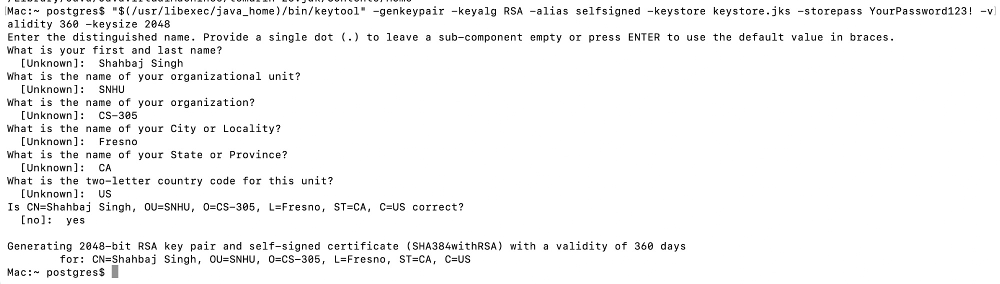 [Mac:~ postgres$ "$(/usr/libexec/java_home)/bin/keytool" -genkeypair -keyalg RSA -alias selfsigned -keystore keystore.jks -storepass YourPassword123! -v]
alidity 360 -keysize 2048
Enter the distinguished name. Provide a single dot (.) to leave a sub-component empty or press ENTER to use the default value in braces.
What is your first and last name?
  [Unknown]:  Shahbaj Singh
What is the name of your organizational unit?
  [Unknown]:  SNHU
What is the name of your organization?
  [Unknown]:  CS-305
What is the name of your City or Locality?
  [Unknown]:  Fresno
What is the name of your State or Province?
  [Unknown]:  CA
What is the two-letter country code for this unit?
  [Unknown]:  US
Is CN=Shahbaj Singh, OU=SNHU, O=CS-305, L=Fresno, ST=CA, C=US correct?
  [no]:  yes

Generating 2048-bit RSA key pair and self-signed certificate (SHA384withRSA) with a validity of 360 days
        for: CN=Shahbaj Singh, OU=SNHU, O=CS-305, L=Fresno, ST=CA, C=US
Mac:~ postgres$